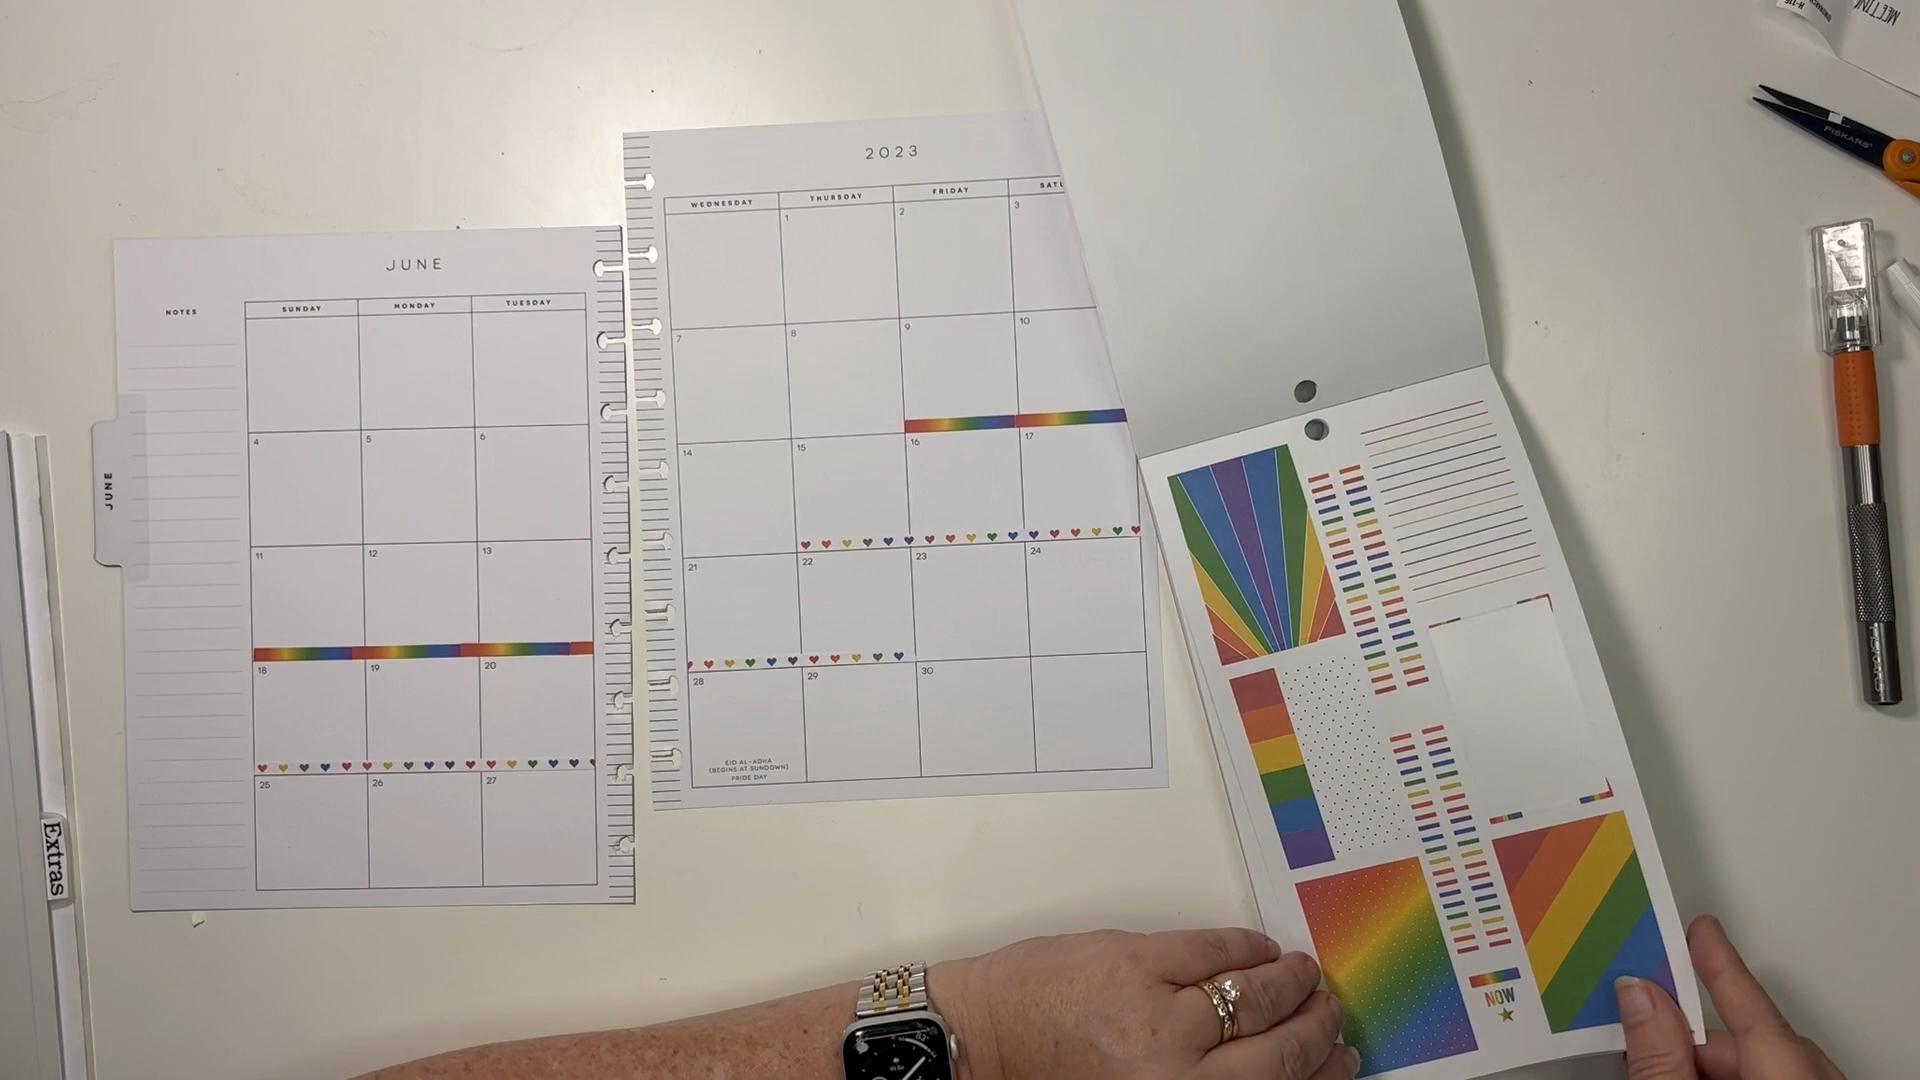 JUNE
NOTES
SUNDAY MONDAY TUESDAY
4 5 6
11 12 13
18 19 20
25 26 27
JUNE
Extras
2023
WEDNESDAY THURSDAY FRIDAY
1 2 3
7 8 9 10
14 15 16 17
21 22 23 24
28 29 30
EID AL-ADHA
(BEGINS AT SUNDOWN)
PRIDE DAY
NOW
FISKARS
FISKARS
83°